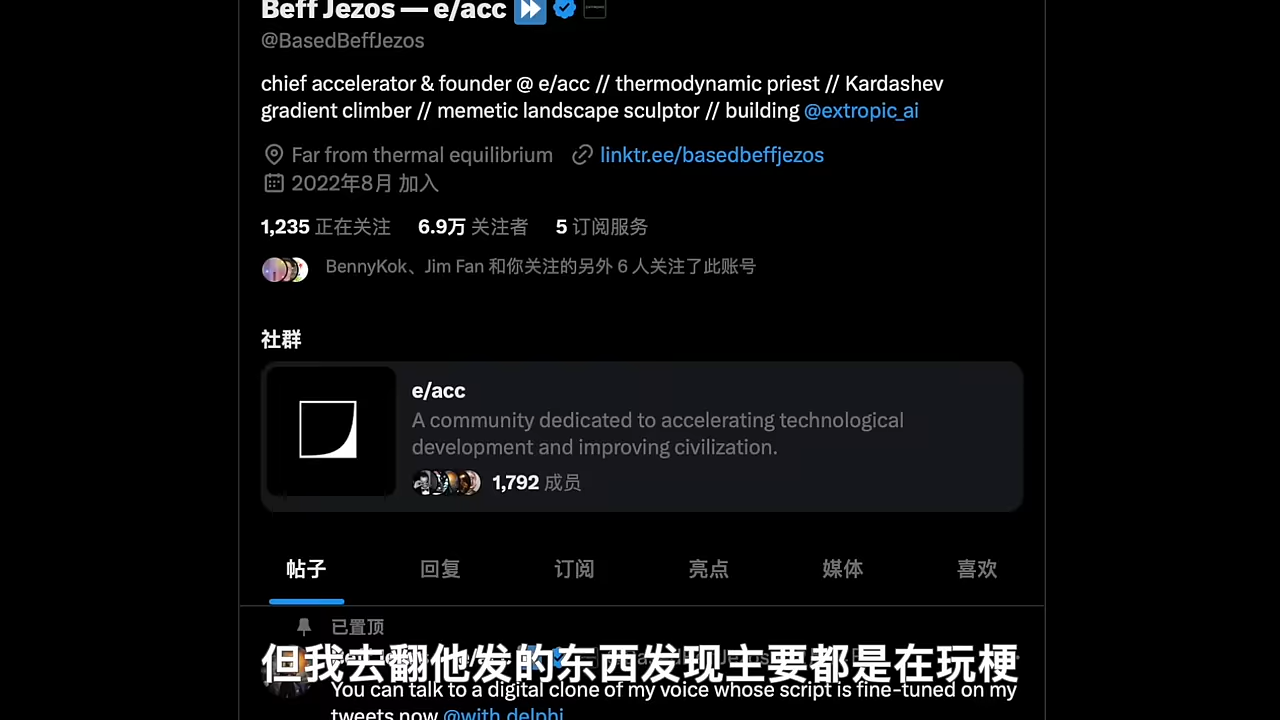 Beff Jezos — e/acc ⏩
@BasedBeffJezos
chief accelerator & founder @ e/acc // thermodynamic priest // Kardashev
gradient climber // memetic landscape sculptor // building @extropic_ai
Far from thermal equilibrium linktr.ee/basedbeffjezos
2022年8月 加入
1,235 正在关注 6.9万 关注者 5 订阅服务
BennyKok、Jim Fan 和你关注的另外 6 人关注了此账号
社群
e/acc
A community dedicated to accelerating technological
development and improving civilization.
1,792 成员
帖子 回复 订阅 亮点 媒体 喜欢
已置顶
但我去翻他发的东西发现主要都是在玩梗
You can talk to a digital clone of my voice whose script is fine-tuned on my
tweets now @with_delphi